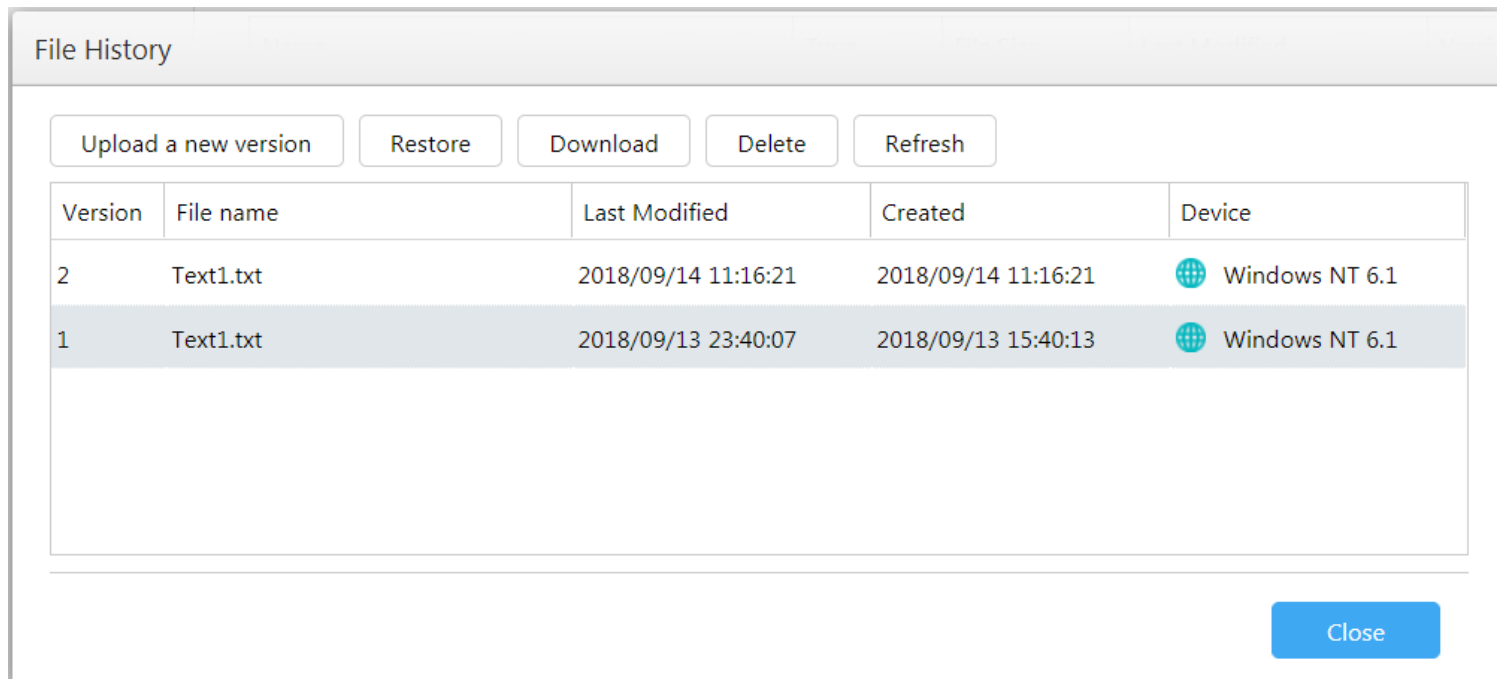 File History
Upload a new version Restore Download Delete Refresh
Version File name Last Modified Created Device
2 Text1.txt 2018/09/14 11:16:21 2018/09/14 11:16:21 Windows NT 6.1
1 Text1.txt 2018/09/13 23:40:07 2018/09/13 15:40:13 Windows NT 6.1
Close